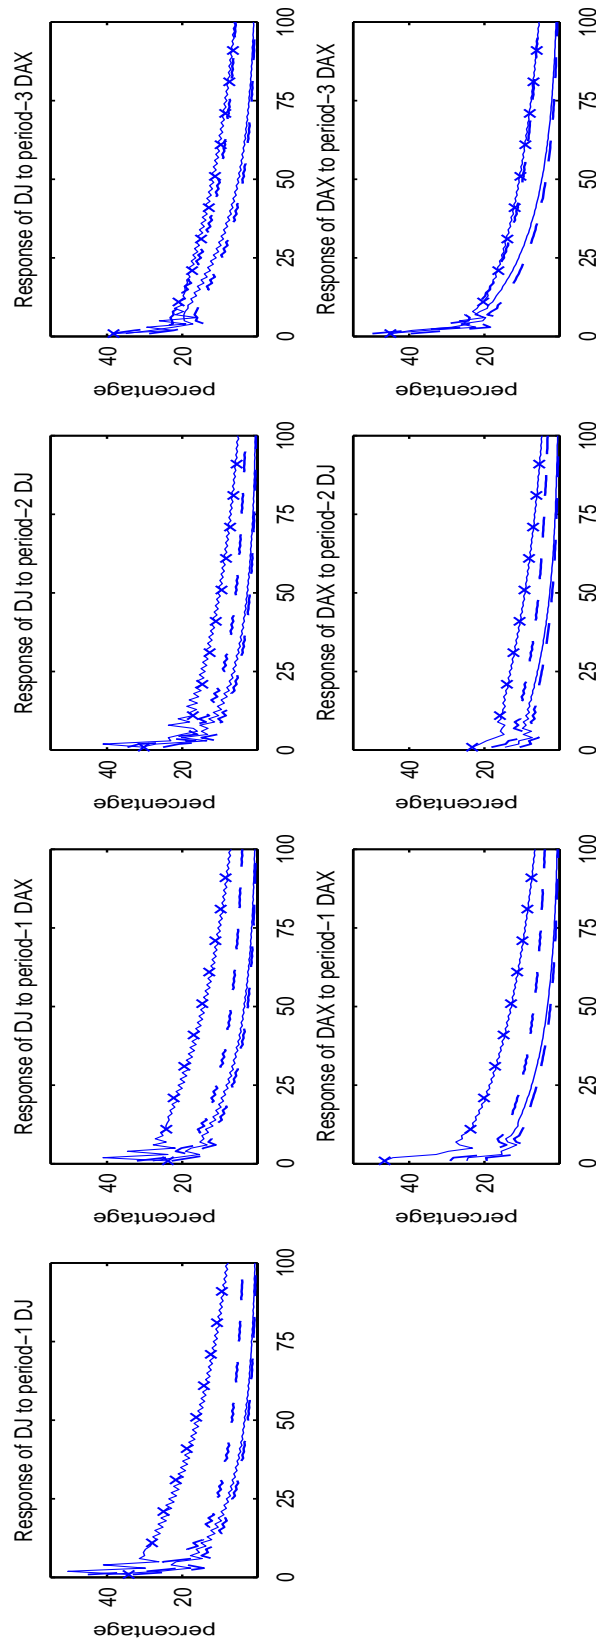 Response of DJ to period−1 DJ
percentage
40
20
0 25 50 75 100
Response of DJ to period−1 DAX
percentage
40
20
0 25 50 75 100
Response of DJ to period−2 DJ
percentage
40
20
0 25 50 75 100
Response of DJ to period−3 DAX
percentage
40
20
0 25 50 75 100
Response of DAX to period−1 DAX
percentage
40
20
0 25 50 75 100
Response of DAX to period−2 DJ
percentage
40
20
0 25 50 75 100
Response of DAX to period−3 DAX
percentage
40
20
0 25 50 75 100